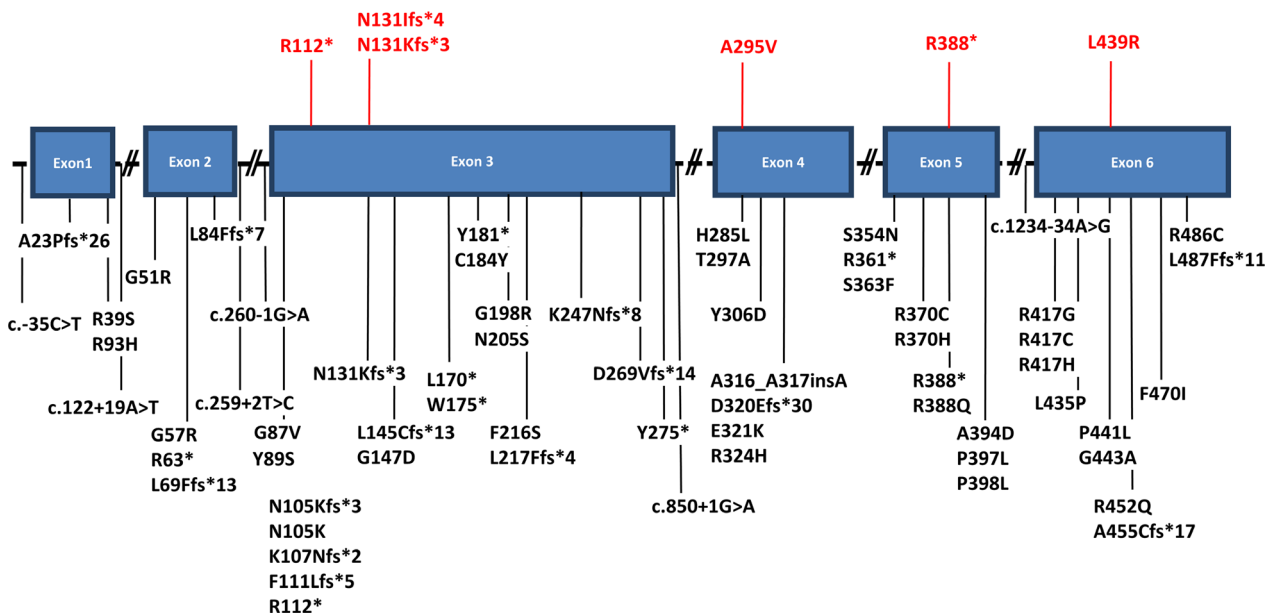 N131Ifs*4
R112*
N131Kfs*3
A295V
R388*
L439R
Exon1
Exon 2
Exon 3
Exon 4
Exon 5
Exon 6
A23Pfs*26
c.-35C>T
R39S
R93H
c.122+19A>T
G51R
L84Ffs*7
G57R
R63*
L69Ffs*13
c.259+2T>C
c.260-1G>A
G87V
Y89S
N105Kfs*3
N105K
K107Nfs*2
F111Lfs*5
R112*
N131Kfs*3
L145Cfs*13
G147D
L170*
W175*
Y181*
C184Y
G198R
N205S
F216S
L217Ffs*4
K247Nfs*8
D269Vfs*14
Y275*
c.850+1G>A
H285L
T297A
Y306D
A316_A317insA
D320Efs*30
E321K
R324H
S354N
R361*
S363F
R370C
R370H
R388*
R388Q
A394D
P397L
P398L
c.1234-34A>G
R417G
R417C
R417H
L435P
P441L
G443A
R452Q
A455Cfs*17
F470I
R486C
L487Ffs*11